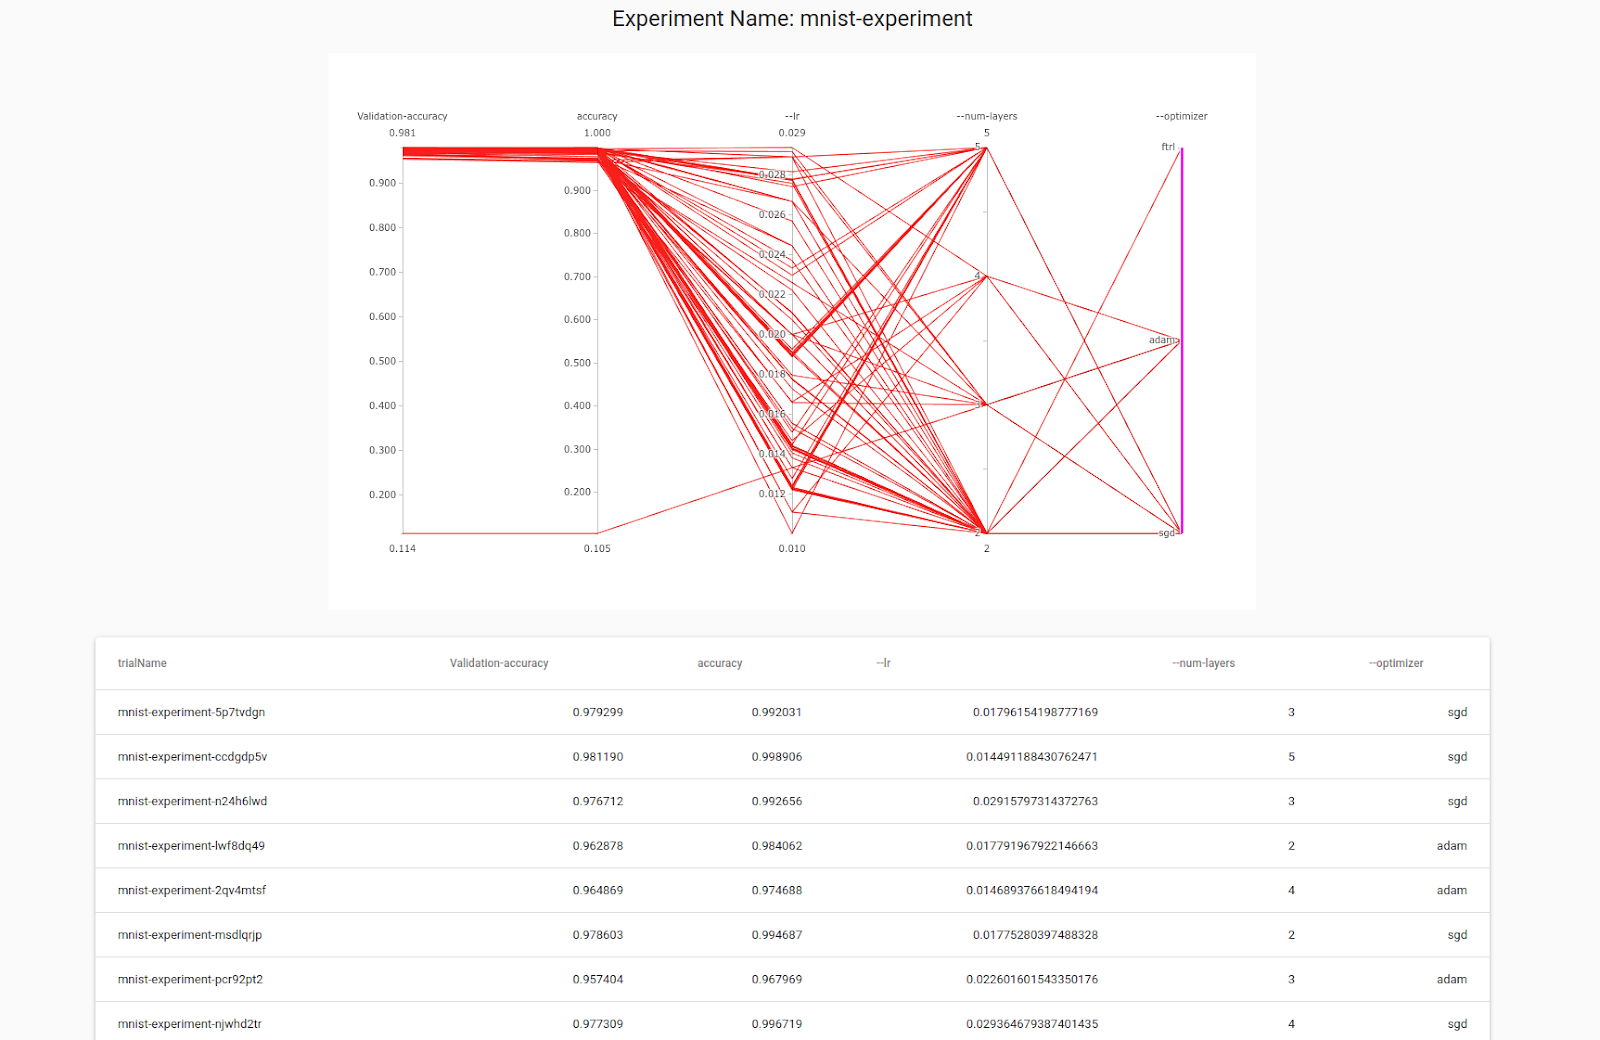 Experiment Name: mnist-experiment
Validation-accuracy accuracy --lr --num-layers --optimizer
0.981 1.000 0.029 5
5 ftrl
0.028
0.900 0.900
0.026
0.800 0.800
0.024
0.700 0.700 4
0.022
0.600 0.600
0.020 adam
0.500 0.500
0.018
0.400 0.400 3
0.016
0.300 0.300
0.014
0.200 0.200 0.012
2 sgd
0.114 0.105 0.010 2
trialName Validation-accuracy accuracy --lr --num-layers --optimizer
mnist-experiment-5p7tvdgn 0.979299 0.992031 0.01796154198777169 3 sgd
mnist-experiment-ccdgdp5v 0.981190 0.998906 0.014491188430762471 5 sgd
mnist-experiment-n24h6lwd 0.976712 0.992656 0.02915797314372763 3 sgd
mnist-experiment-lwf8dq49 0.962878 0.984062 0.017791967922146663 2 adam
mnist-experiment-2qv4mtsf 0.964869 0.974688 0.014689376618494194 4 adam
mnist-experiment-msdlqrjp 0.978603 0.994687 0.01775280397488328 2 sgd
mnist-experiment-pcr92pt2 0.957404 0.967969 0.022601601543350176 3 adam
mnist-experiment-njwhd2tr 0.977309 0.996719 0.029364679387401435 4 sgd